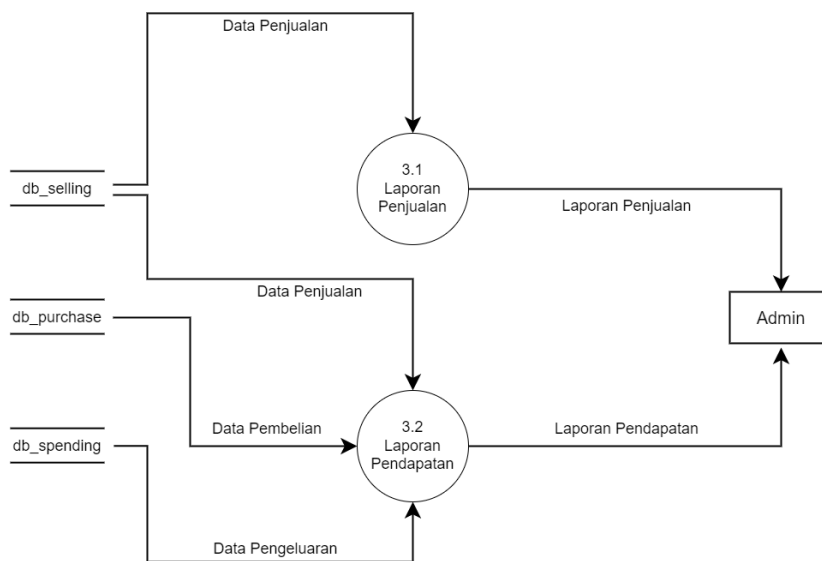 Data Penjualan
3.1
Laporan
Penjualan
db_selling
Laporan Penjualan
Data Penjualan
db_purchase
Admin
Data Pembelian
3.2
Laporan
Pendapatan
Laporan Pendapatan
db_spending
Data Pengeluaran